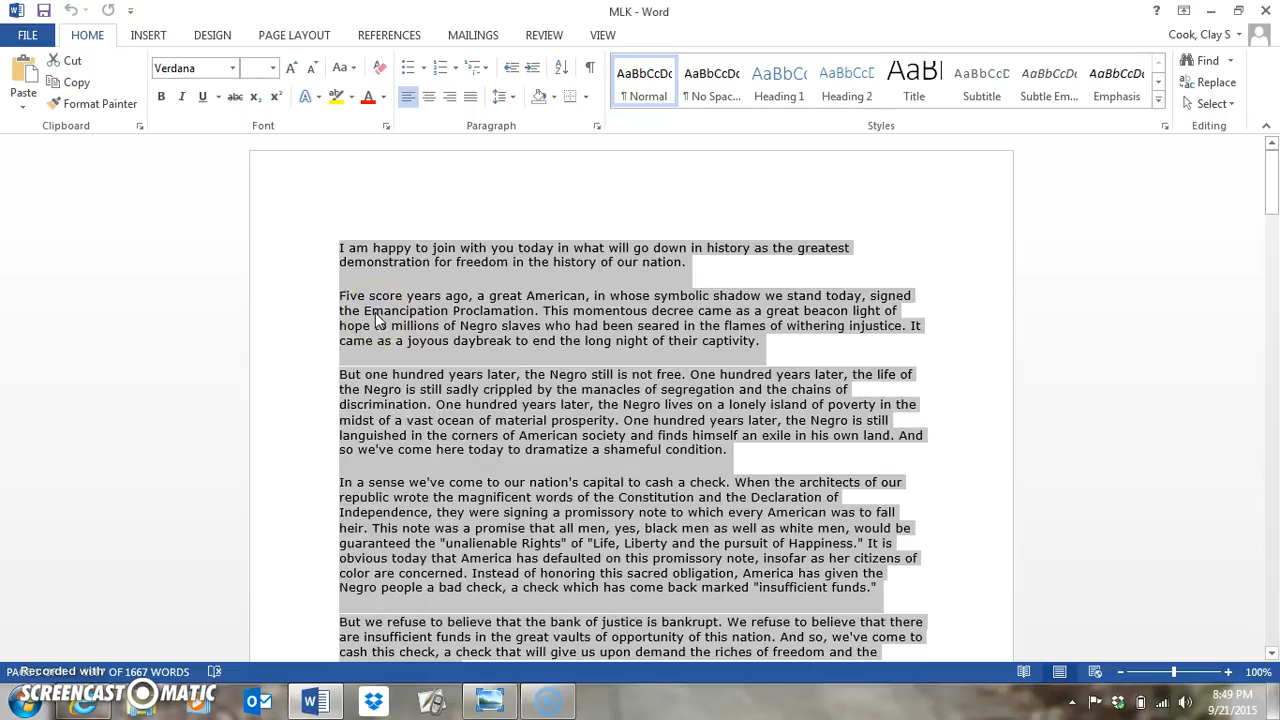 MLK - Word
Cook, Clay S
FILE HOME INSERT DESIGN PAGE LAYOUT REFERENCES MAILINGS REVIEW VIEW
Paste
Cut
Copy
Format Painter
Clipboard
Verdana
Font
Paragraph
AaBbCcDc AaBbCcDc AaBbCc AaBbCcD AaBl AaBbCcD AaBbCcDc AaBbCcDc
¶ Normal ¶ No Spac... Heading 1 Heading 2 Title Subtitle Subtle Em... Emphasis
Styles
Find
Replace
Select
Editing
I am happy to join with you today in what will go down in history as the greatest
demonstration for freedom in the history of our nation.
Five score years ago, a great American, in whose symbolic shadow we stand today, signed
the Emancipation Proclamation. This momentous decree came as a great beacon light of
hope to millions of Negro slaves who had been seared in the flames of withering injustice. It
came as a joyous daybreak to end the long night of their captivity.
But one hundred years later, the Negro still is not free. One hundred years later, the life of
the Negro is still sadly crippled by the manacles of segregation and the chains of
discrimination. One hundred years later, the Negro lives on a lonely island of poverty in the
midst of a vast ocean of material prosperity. One hundred years later, the Negro is still
languished in the corners of American society and finds himself an exile in his own land. And
so we've come here today to dramatize a shameful condition.
In a sense we've come to our nation's capital to cash a check. When the architects of our
republic wrote the magnificent words of the Constitution and the Declaration of
Independence, they were signing a promissory note to which every American was to fall
heir. This note was a promise that all men, yes, black men as well as white men, would be
guaranteed the "unalienable Rights" of "Life, Liberty and the pursuit of Happiness." It is
obvious today that America has defaulted on this promissory note, insofar as her citizens of
color are concerned. Instead of honoring this sacred obligation, America has given the
Negro people a bad check, a check which has come back marked "insufficient funds."
But we refuse to believe that the bank of justice is bankrupt. We refuse to believe that there
are insufficient funds in the great vaults of opportunity of this nation. And so, we've come to
cash this check, a check that will give us upon demand the riches of freedom and the
OF 1667 WORDS
100%
Recorded with
SCREENCAST MATIC
8:49 PM
9/21/2015